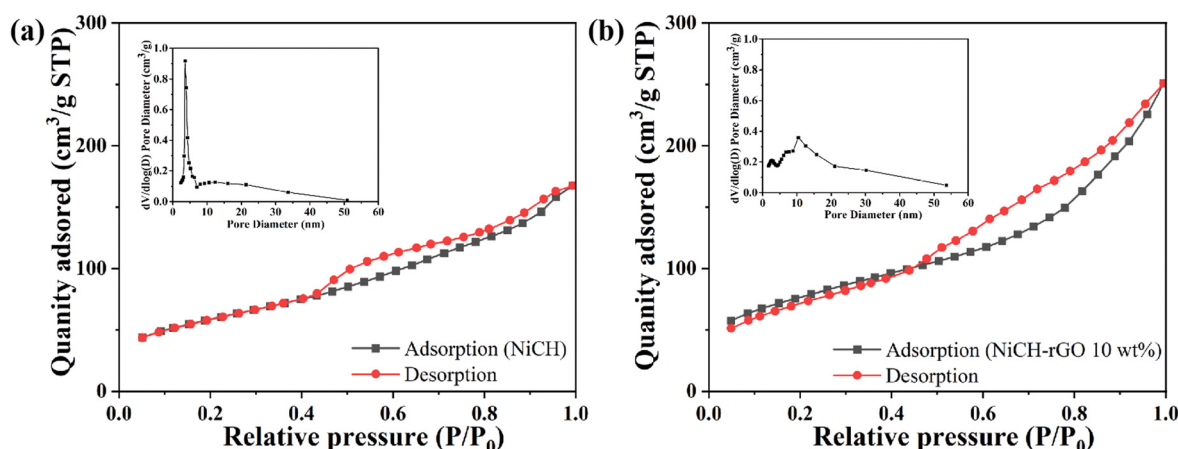 (a)
300
200
100
0
Quanity adsored (cm³/g STP)
0.0 0.2 0.4 0.6 0.8 1.0
Relative pressure (P/P₀)
Adsorption (NiCH)
Desorption
1.0
0.8
0.6
0.4
0.2
0.0
dV/dlog(D) Pore Diameter (cm³/g)
0 10 20 30 40 50 60
Pore Diameter (nm)
(b)
300
200
100
0
Quanity adsored (cm³/g STP)
0.0 0.2 0.4 0.6 0.8 1.0
Relative pressure (P/P₀)
Adsorption (NiCH-rGO 10 wt%)
Desorption
1.0
0.8
0.6
0.4
0.2
0.0
dV/dlog(D) Pore Diameter (cm³/g)
0 10 20 30 40 50 60
Pore Diameter (nm)